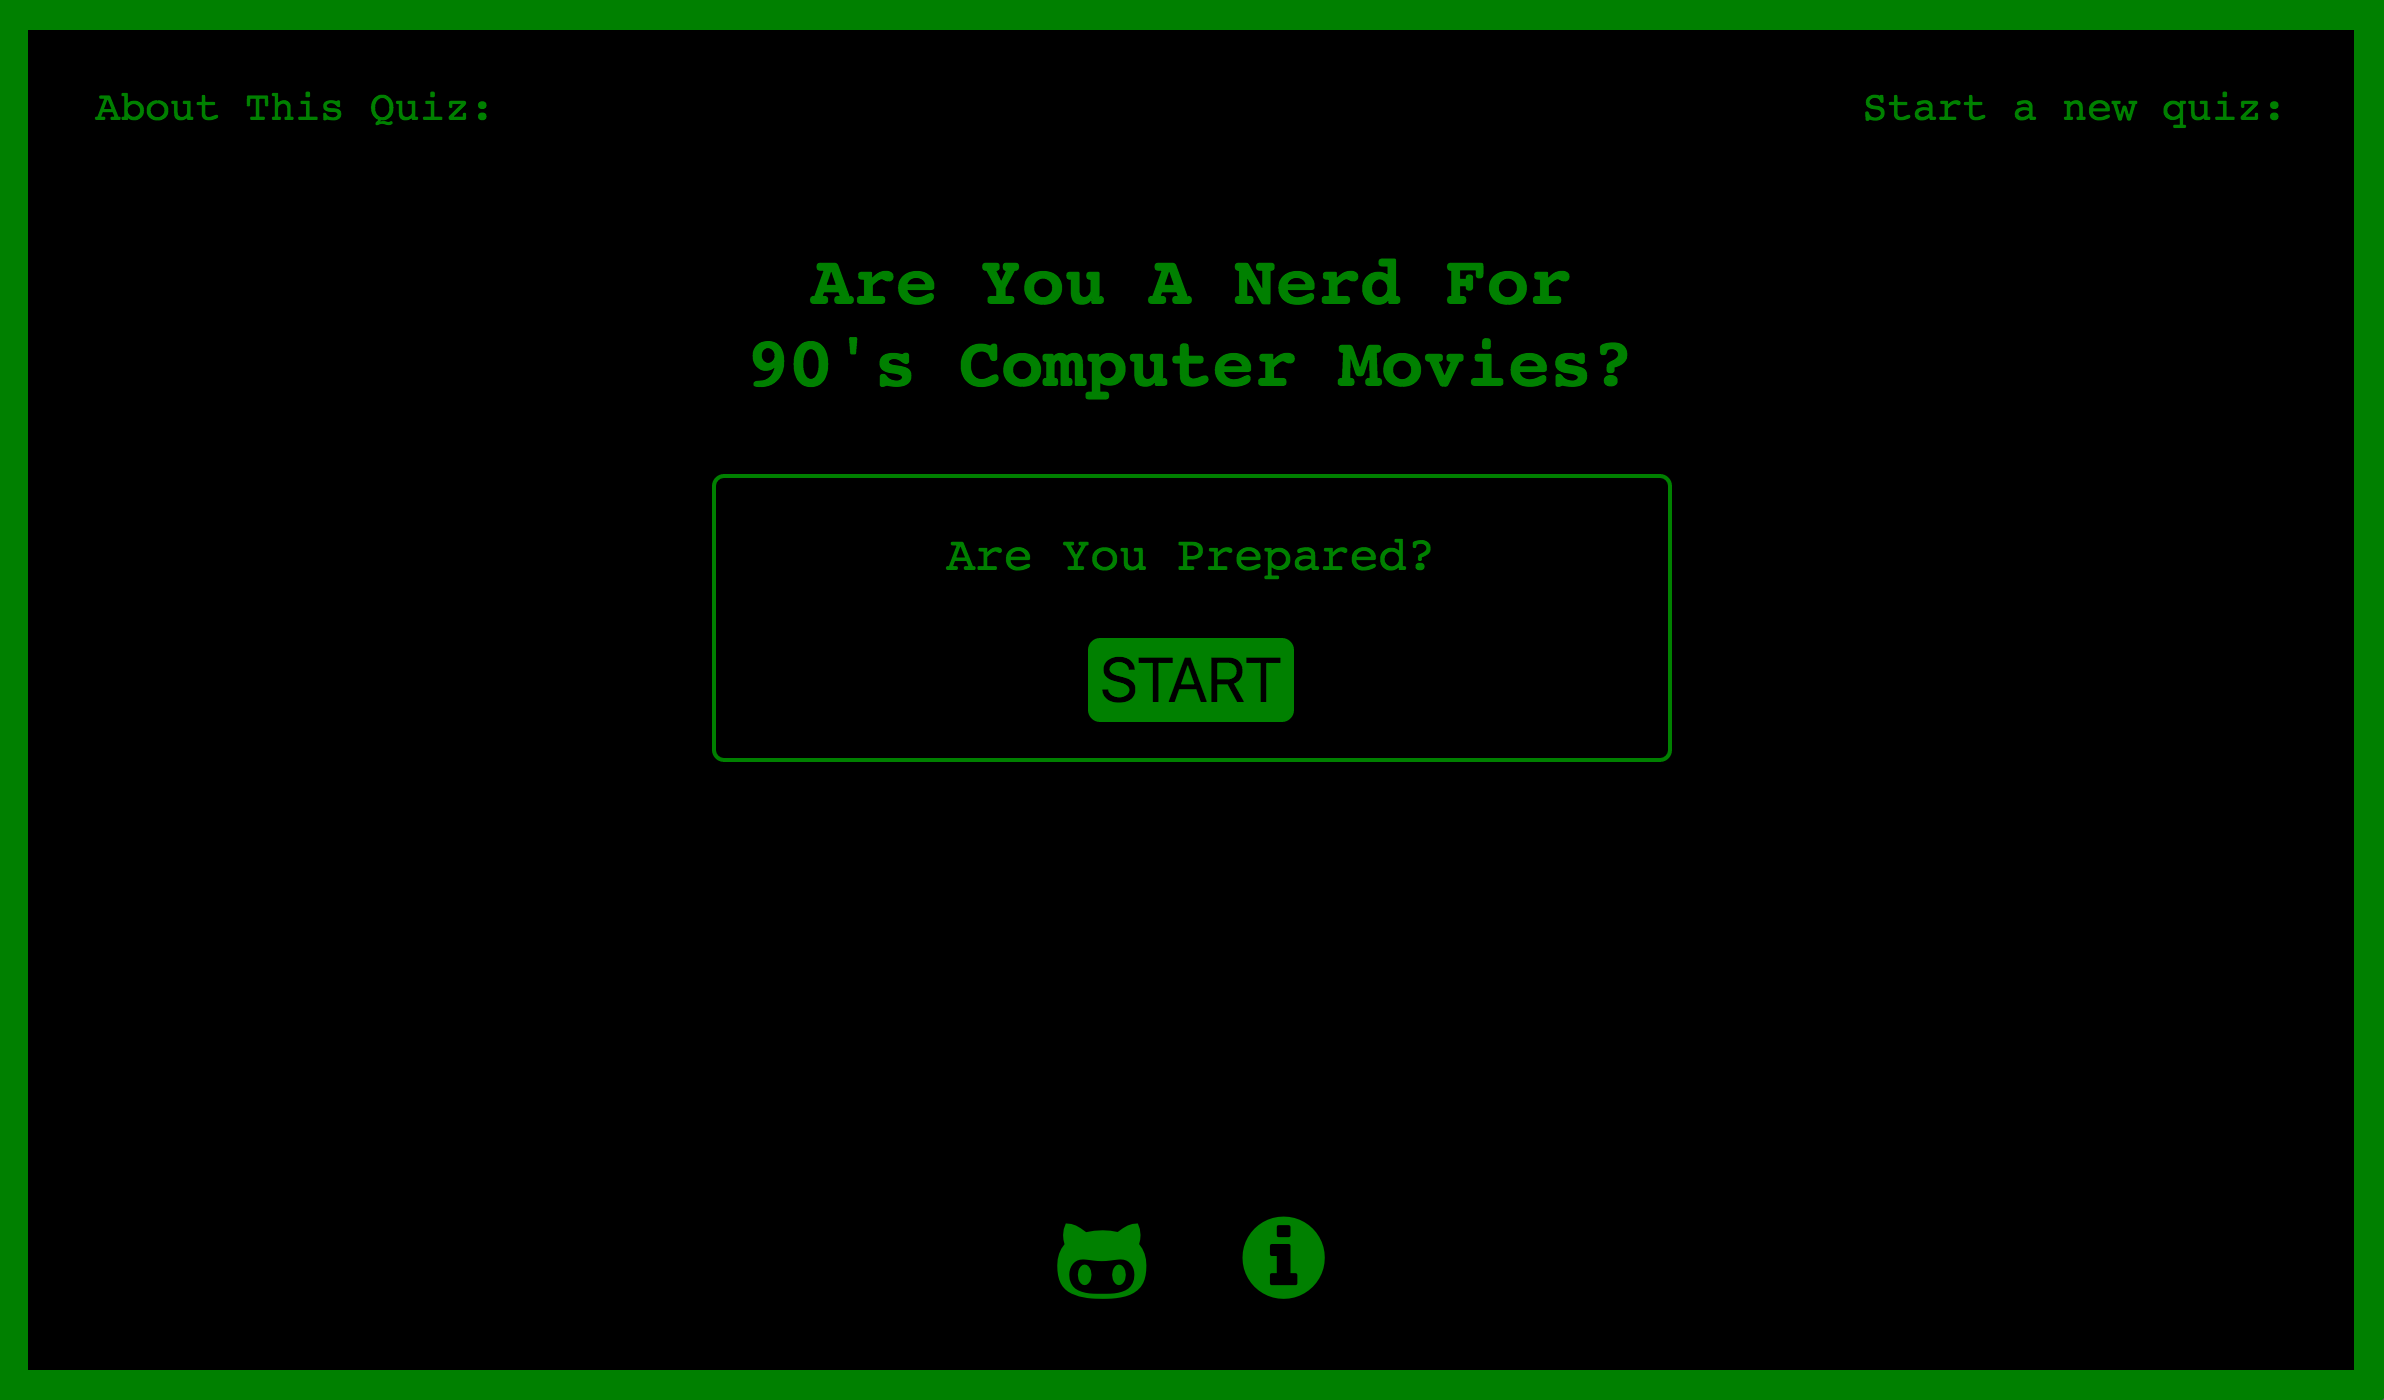 About This Quiz:
Start a new quiz:
Are You A Nerd For
90's Computer Movies?
Are You Prepared?
START